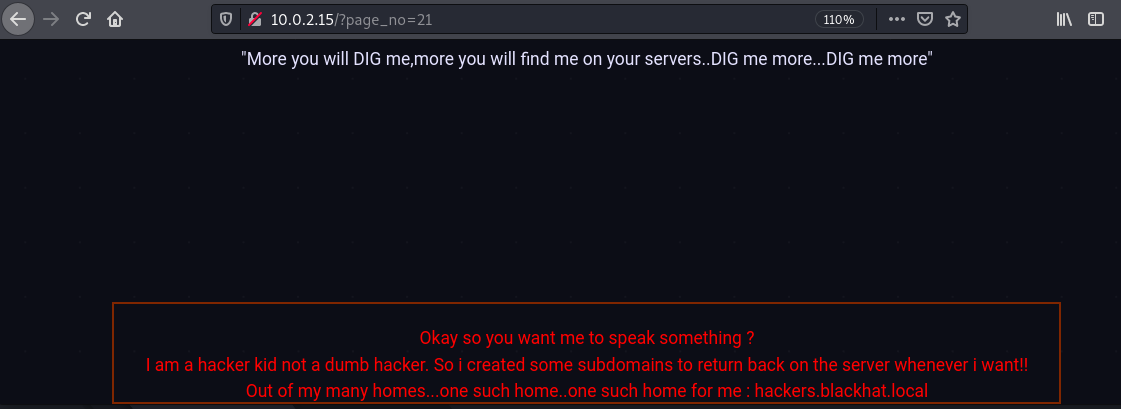 10.0.2.15/?page_no=21
110%
"More you will DIG me,more you will find me on your servers..DIG me more...DIG me more"
Okay so you want me to speak something ?
I am a hacker kid not a dumb hacker. So i created some subdomains to return back on the server whenever i want!!
Out of my many homes...one such home..one such home for me : hackers.blackhat.local